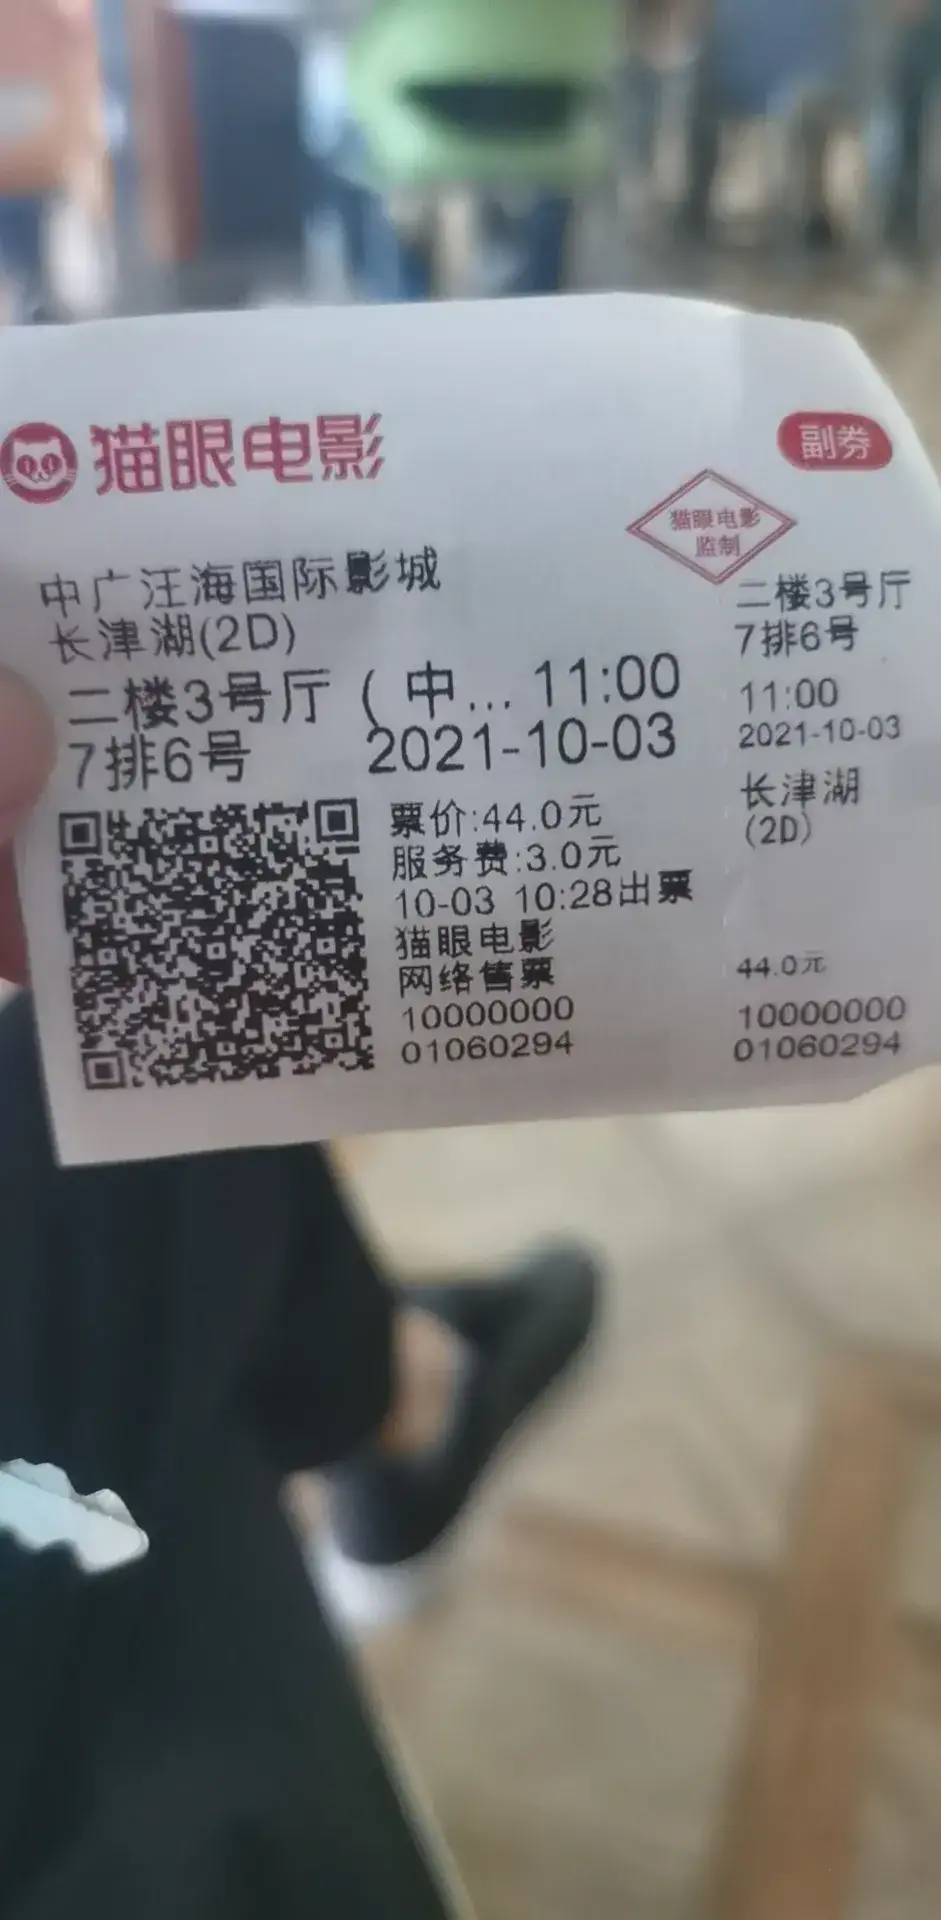 猫眼电影
中广汪海国际影城
长津湖(2D)
二楼3号厅 (中... 11:00
7排6号 2021-10-03
票价:44.0元
服务费:3.0元
10-03 10:28出票
猫眼电影
网络售票
10000000
01060294
副券
猫眼电影
监制
二楼3号厅
7排6号
11:00
2021-10-03
长津湖
(2D)
44.0元
10000000
01060294